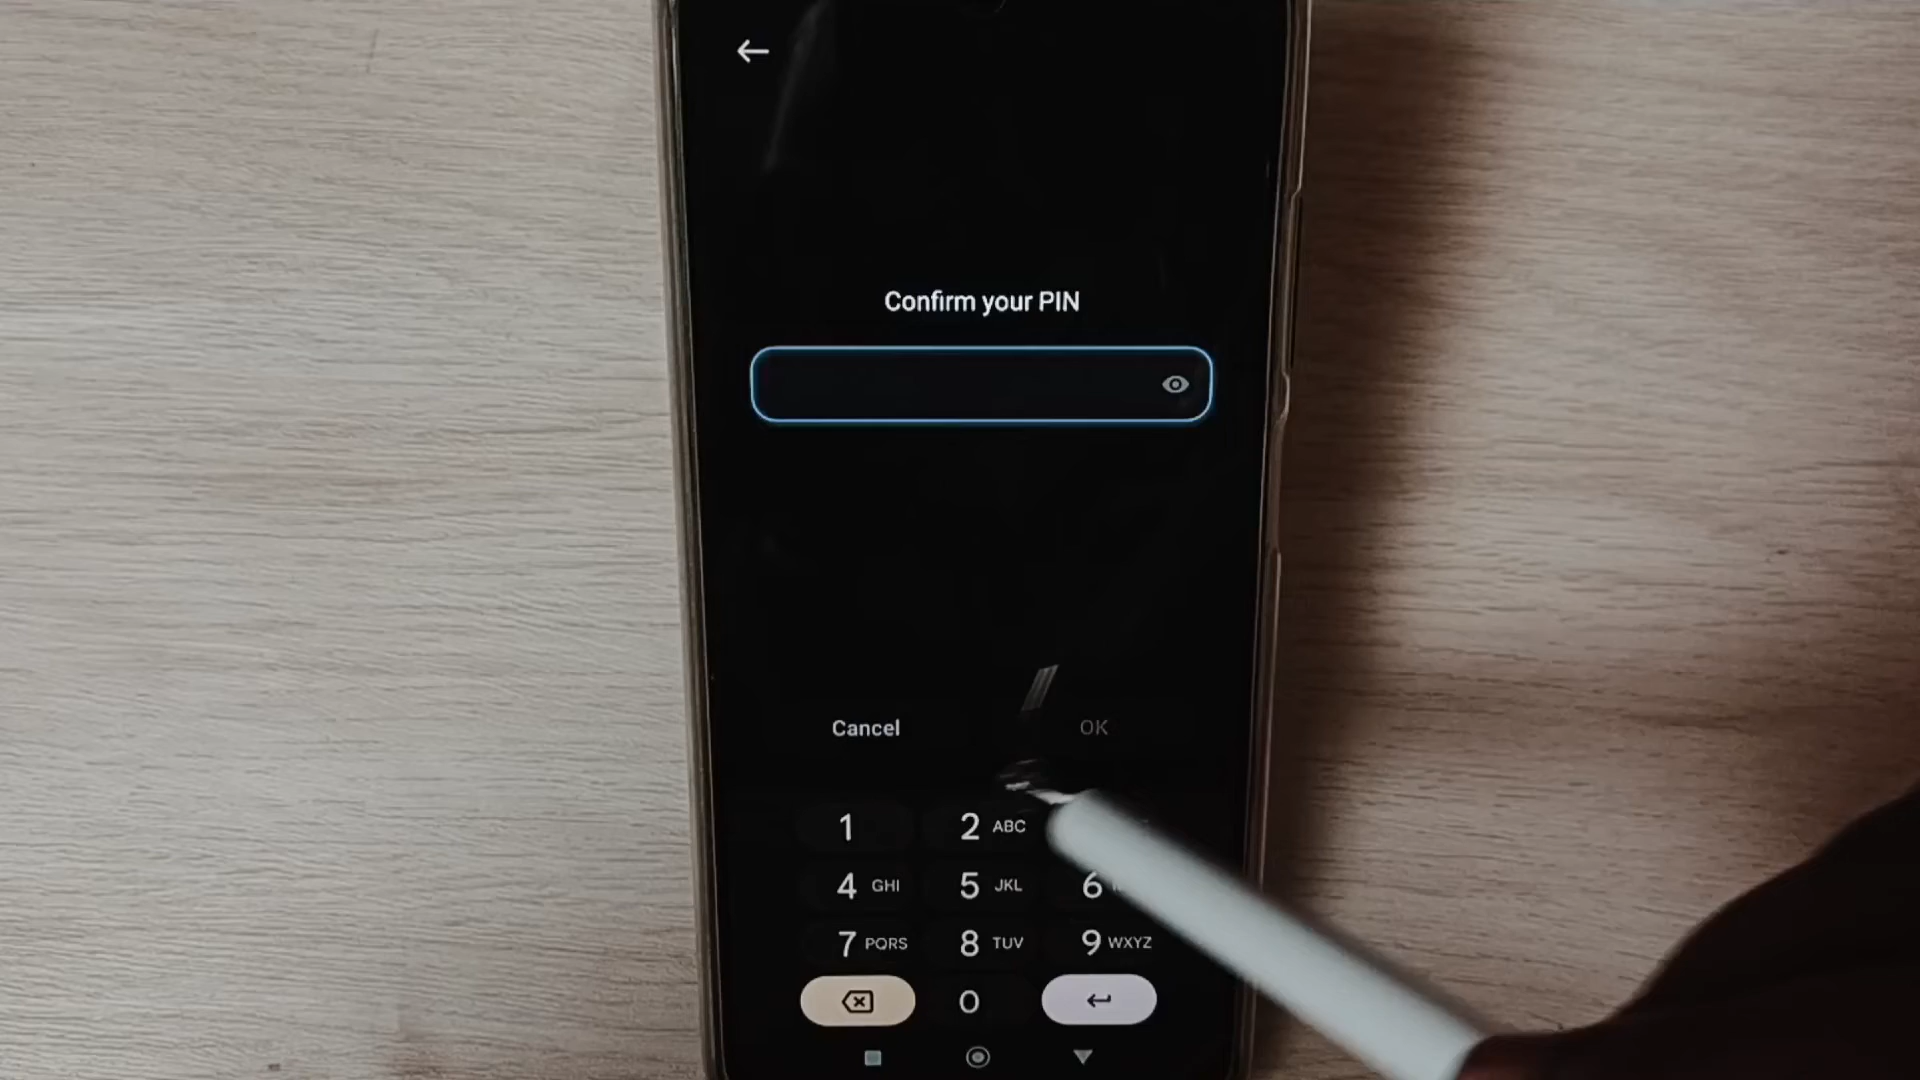 Confirm your PIN
Cancel OK
1 2 ABC
4 GHI 5 JKL 6
7 PQRS 8 TUV 9 WXYZ
0